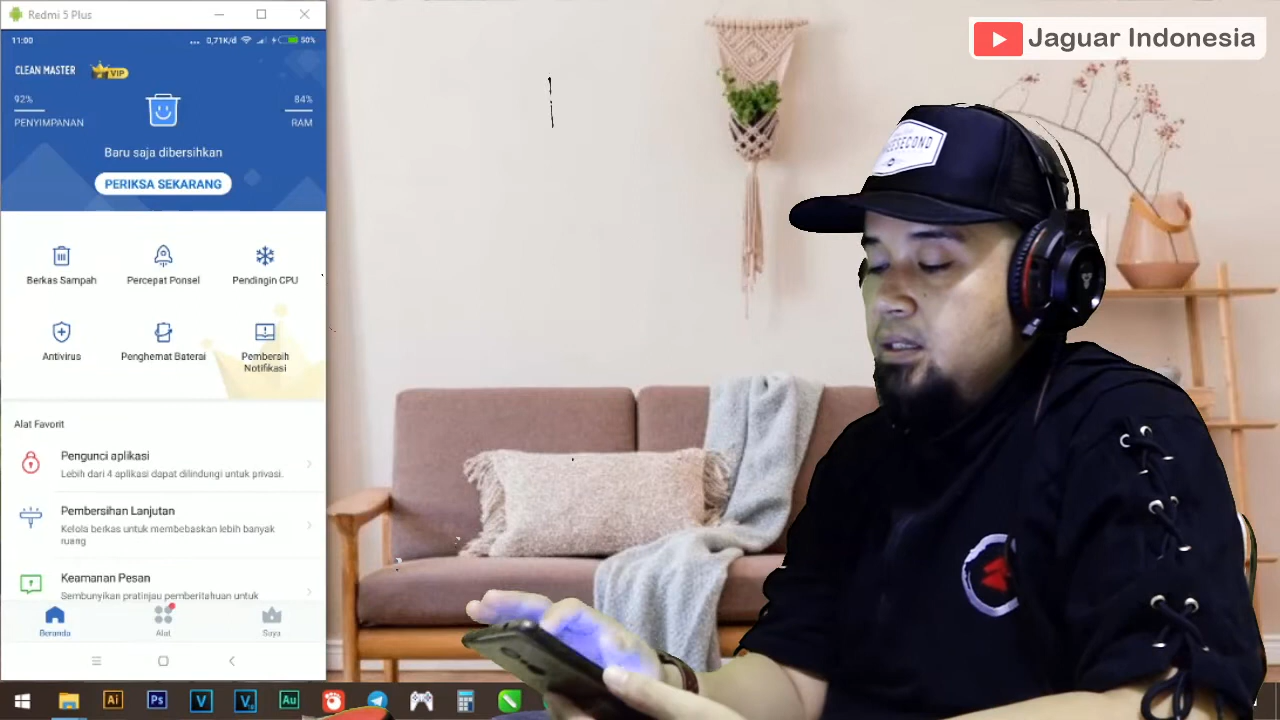 Redmi 5 Plus
11:00
... 0,71K/d 50%
CLEAN MASTER VIP
92%
PENYIMPANAN
84%
RAM
Baru saja dibersihkan
PERIKSA SEKARANG
Berkas Sampah
Percepat Ponsel
Pendingin CPU
Antivirus
Penghemat Baterai
Pembersih
Notifikasi
Alat Favorit
Pengunci aplikasi
Lebih dari 4 aplikasi dapat dilindungi untuk privasi.
Pembersihan Lanjutan
Kelola berkas untuk membebaskan lebih banyak
ruang
Keamanan Pesan
Sembunyikan pratinjau pemberitahuan untuk
Beranda
Alat
Saya
Ai
Ps
V
V
Au
Jaguar Indonesia